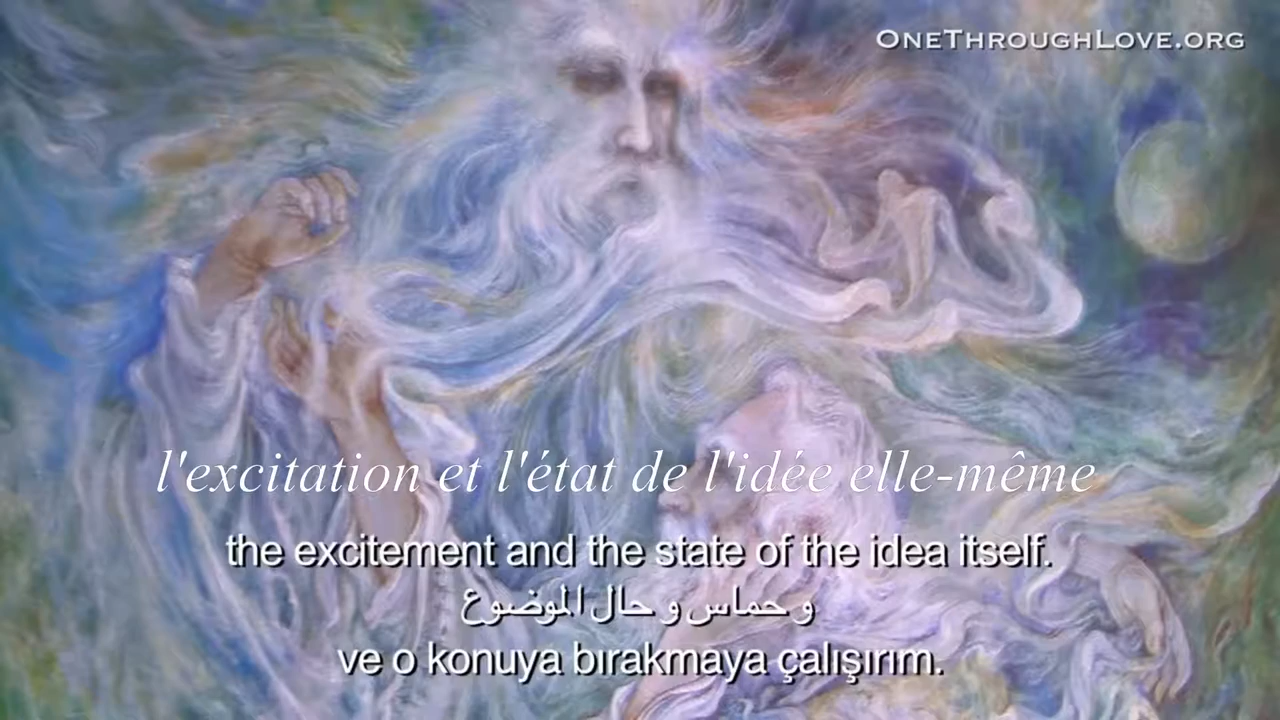 OneThroughLove.org
l'excitation et l'état de l'idée elle-même
the excitement and the state of the idea itself.
و حماس و حال الموضوع
ve o konuya bırakmaya çalışırım.